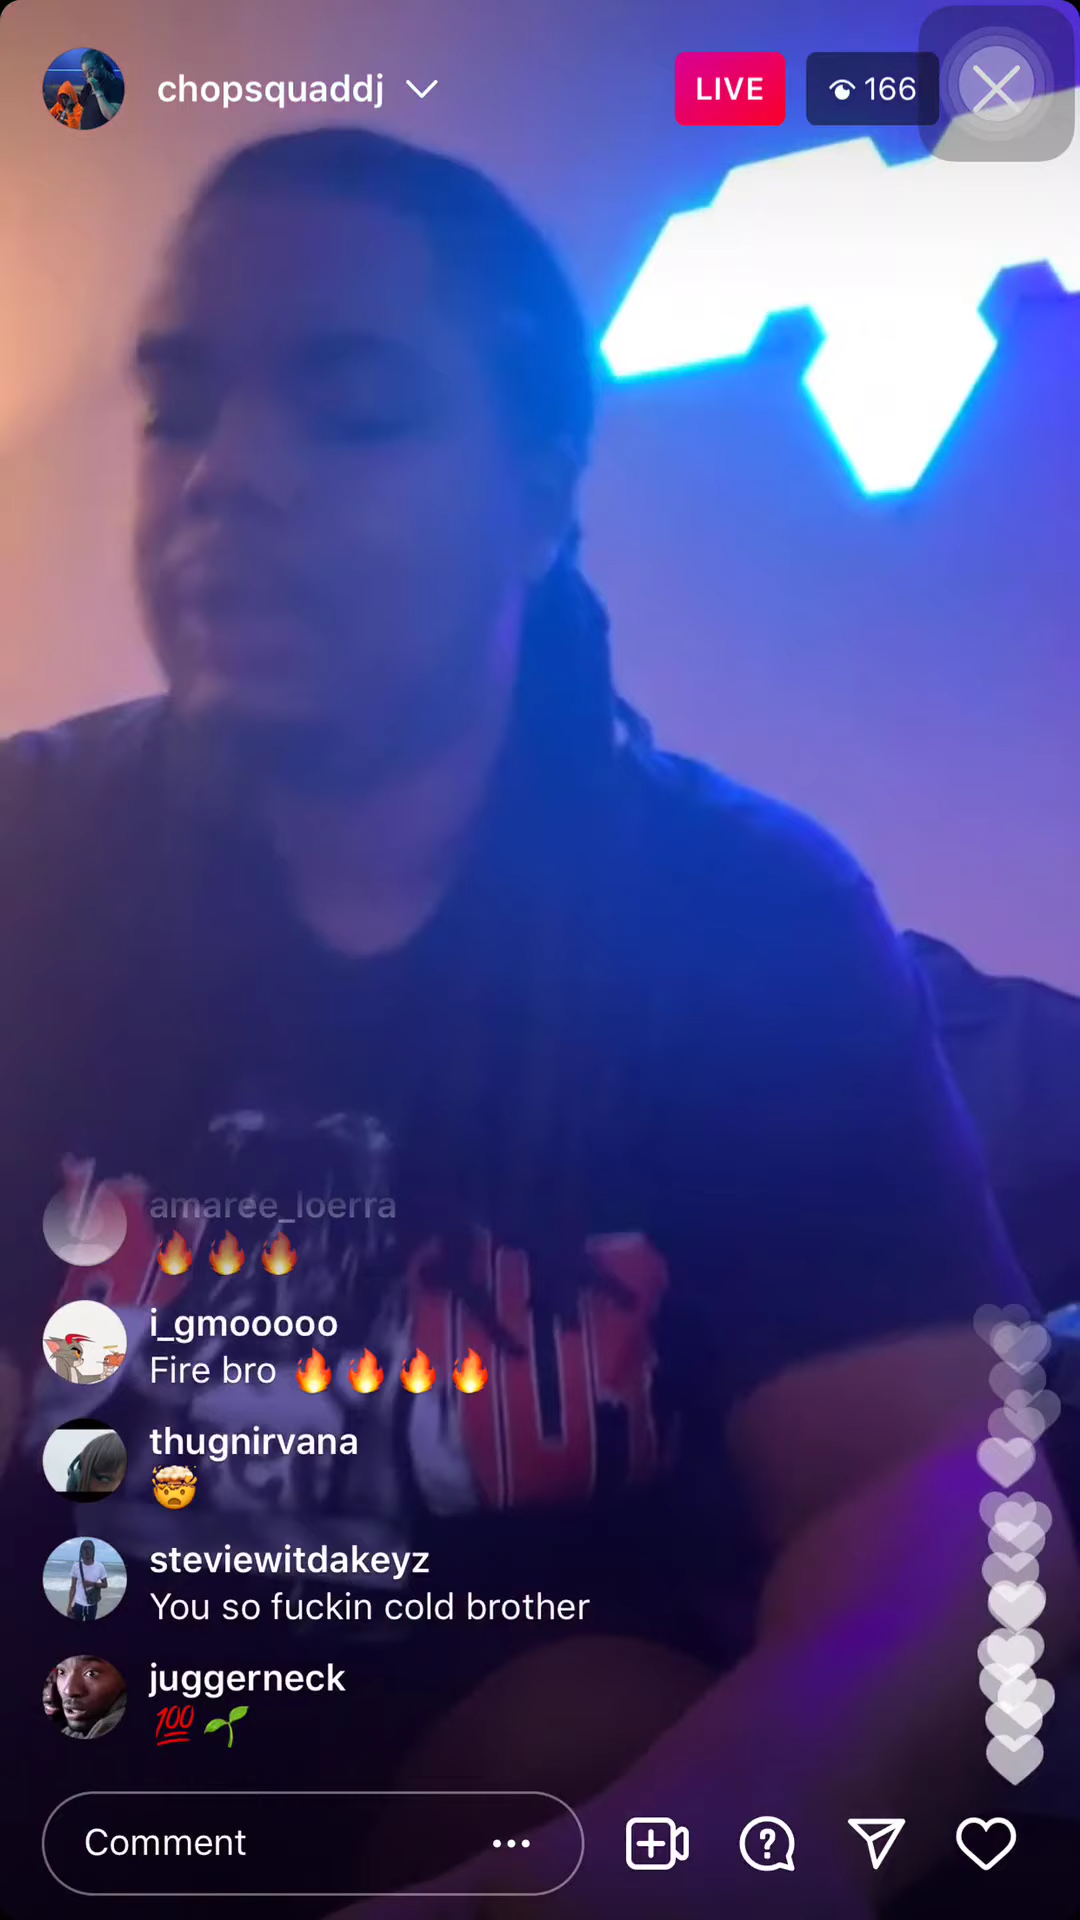 chopsquaddj
LIVE
166
amaree_loerra
🔥🔥🔥
i_gmooooo
Fire bro 🔥🔥🔥🔥
thugnirvana
🤯
steviewitdakeyz
You so fuckin cold brother
juggerneck
💯🌱
Comment